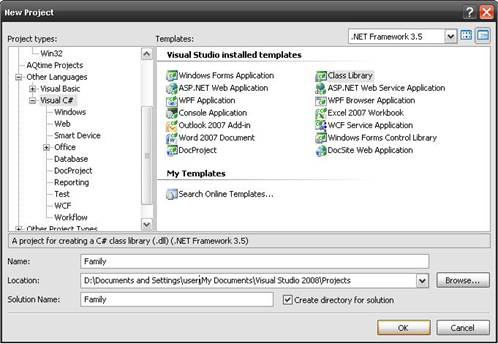 New Project
Project types:
Templates:
.NET Framework 3.5
Win32
AQtime Projects
Other Languages
Visual Basic
Visual C#
Windows
Web
Smart Device
Office
Database
DocProject
Reporting
Test
WCF
Workflow
Other Project Types
Visual Studio installed templates
Windows Forms Application
Class Library
ASP.NET Web Application
ASP.NET Web Service Application
WPF Application
WPF Browser Application
Console Application
Excel 2007 Workbook
Outlook 2007 Add-in
WCF Service Application
Word 2007 Document
Windows Forms Control Library
DocProject
DocSite Web Application
My Templates
Search Online Templates...
A project for creating a C# class library (.dll) (.NET Framework 3.5)
Name:
Family
Location:
D:\Documents and Settings\user\My Documents\Visual Studio 2008\Projects
Browse...
Solution Name:
Family
Create directory for solution
OK
Cancel